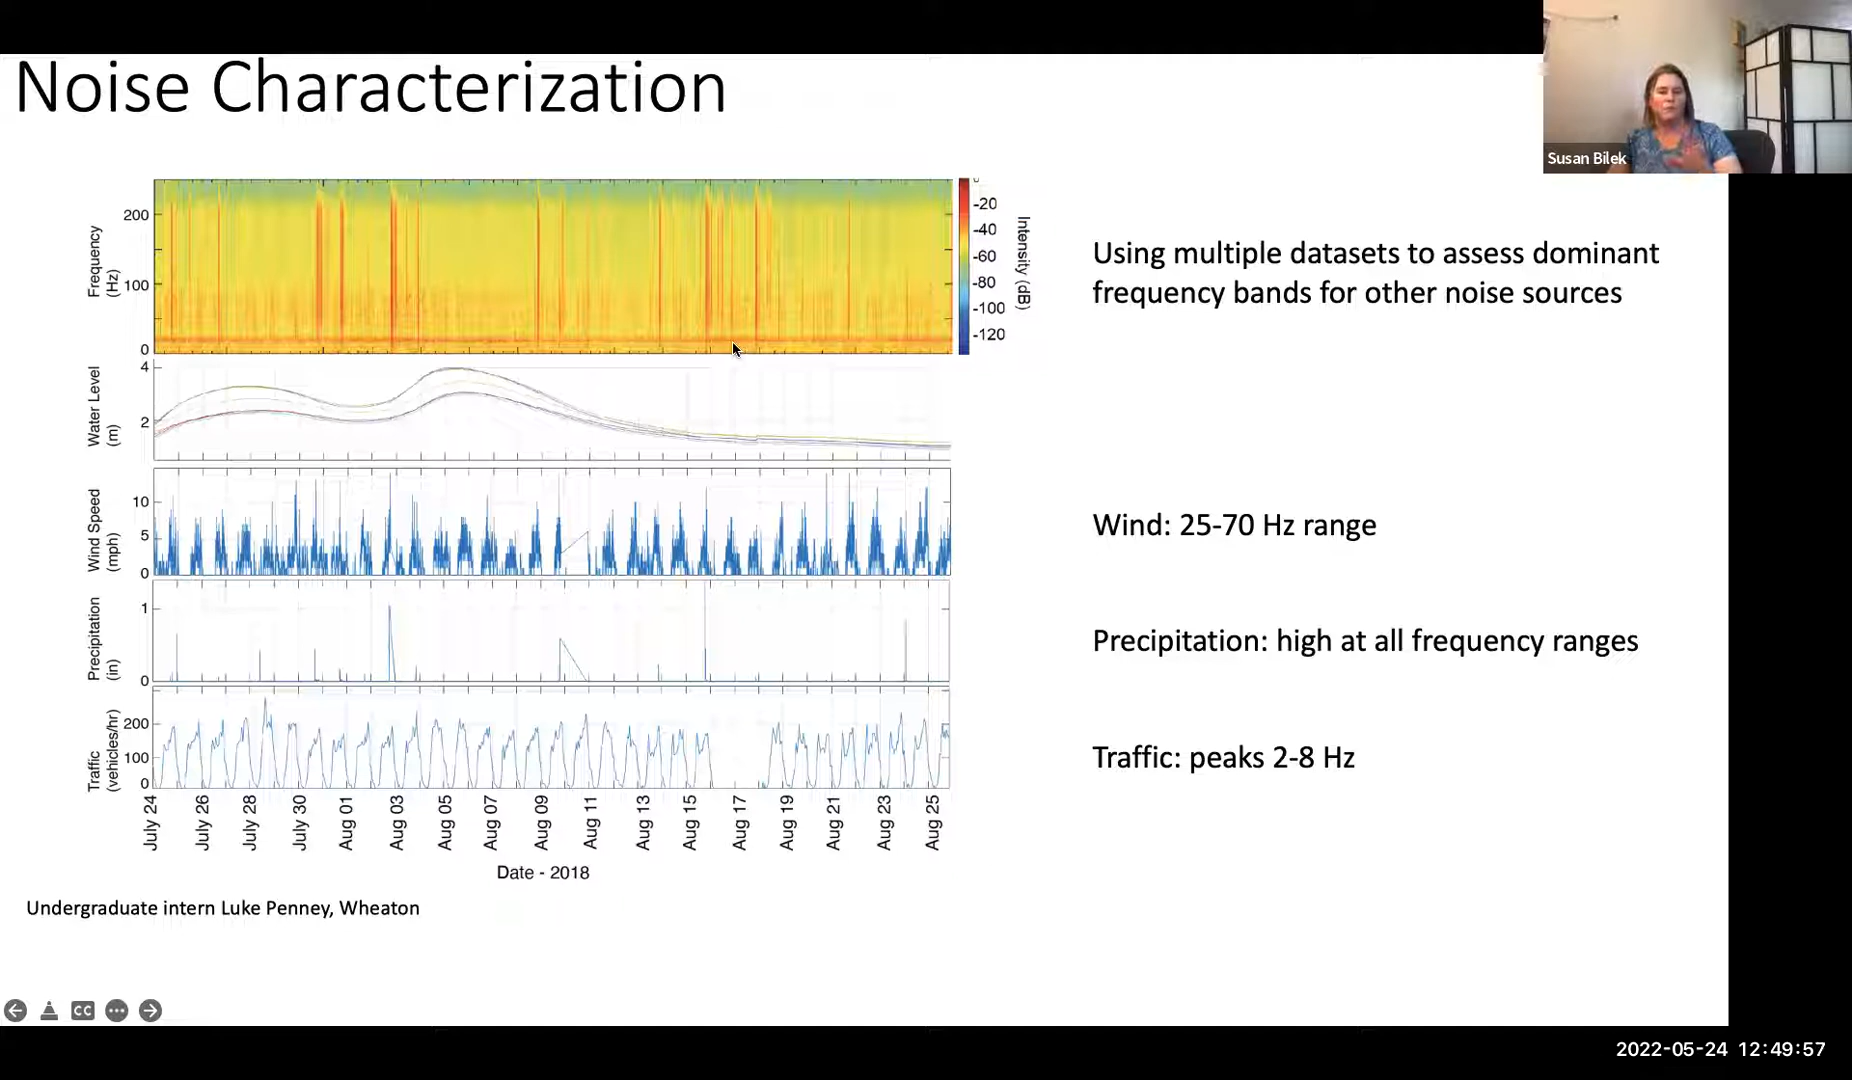 Noise Characterization
Susan Bilek
Frequency
(Hz)
200
100
0
-20
-40
-60
-80
-100
-120
Intensity (dB)
Using multiple datasets to assess dominant
frequency bands for other noise sources
Water Level
(m)
4
2
Wind Speed
(mph)
10
5
0
Wind: 25-70 Hz range
Precipitation
(in)
1
0
Precipitation: high at all frequency ranges
Traffic
(vehicles/hr)
200
100
0
Traffic: peaks 2-8 Hz
July 24
July 26
July 28
July 30
Aug 01
Aug 03
Aug 05
Aug 07
Aug 09
Aug 11
Aug 13
Aug 15
Aug 17
Aug 19
Aug 21
Aug 23
Aug 25
Date - 2018
Undergraduate intern Luke Penney, Wheaton
CC
2022-05-24 12:49:57